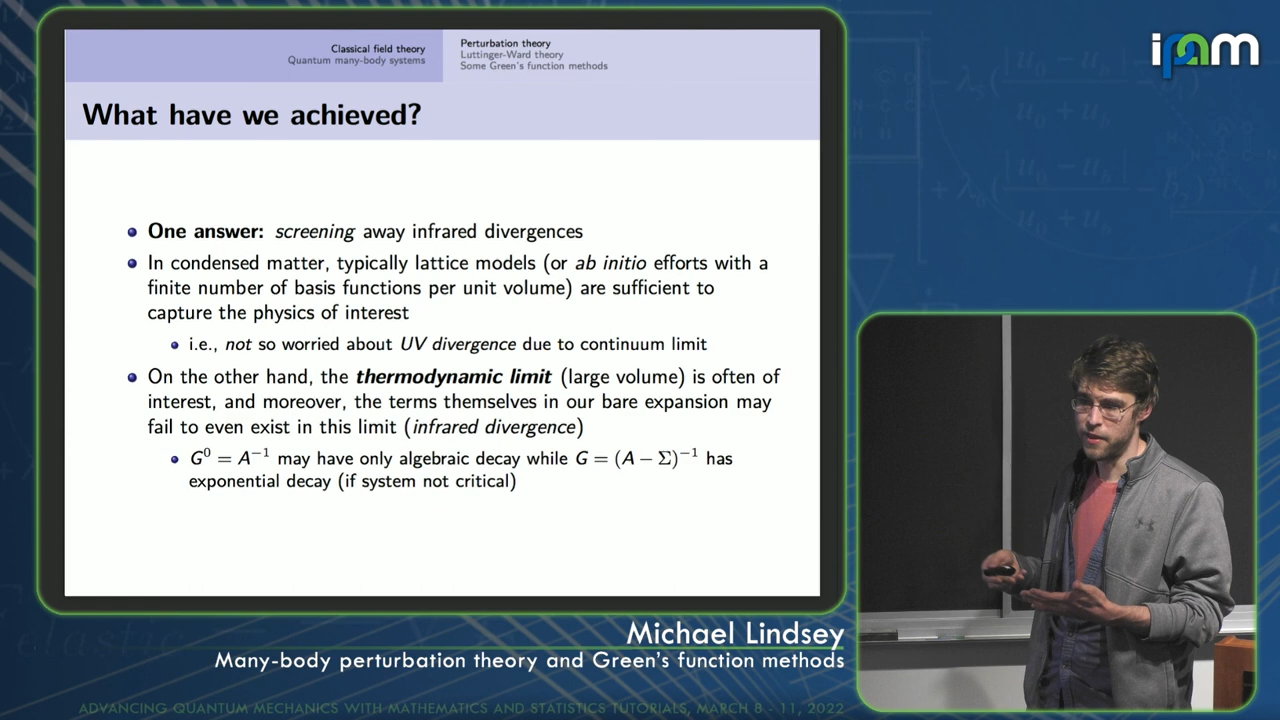 Classical field theory
Quantum many-body systems
Perturbation theory
Luttinger-Ward theory
Some Green's function methods
What have we achieved?
One answer: screening away infrared divergences
In condensed matter, typically lattice models (or ab initio efforts with a
finite number of basis functions per unit volume) are sufficient to
capture the physics of interest
i.e., not so worried about UV divergence due to continuum limit
On the other hand, the thermodynamic limit (large volume) is often of
interest, and moreover, the terms themselves in our bare expansion may
fail to even exist in this limit (infrared divergence)
G⁰ = A⁻¹ may have only algebraic decay while G = (A − Σ)⁻¹ has
exponential decay (if system not critical)
ipam
Michael Lindsey
Many-body perturbation theory and Green's function methods
ADVANCING QUANTUM MECHANICS WITH MATHEMATICS AND STATISTICS TUTORIALS, MARCH 8 - 11, 2022